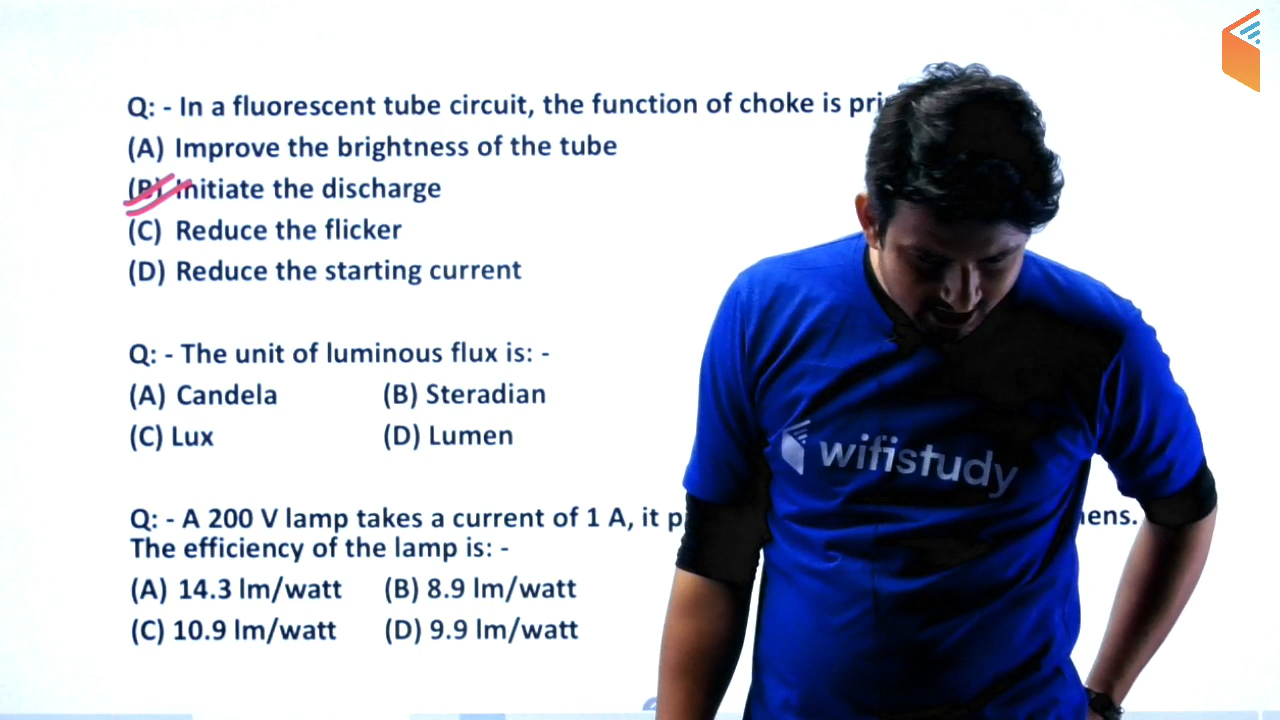 Q: - In a fluorescent tube circuit, the function of choke is
(A) Improve the brightness of the tube
(B) Initiate the discharge
(C) Reduce the flicker
(D) Reduce the starting current
Q: - The unit of luminous flux is: -
(A) Candela (B) Steradian
(C) Lux (D) Lumen
Q: - A 200 V lamp takes a current of 1 A, it
The efficiency of the lamp is: -
(A) 14.3 lm/watt (B) 8.9 lm/watt
(C) 10.9 lm/watt (D) 9.9 lm/watt
wifistudy